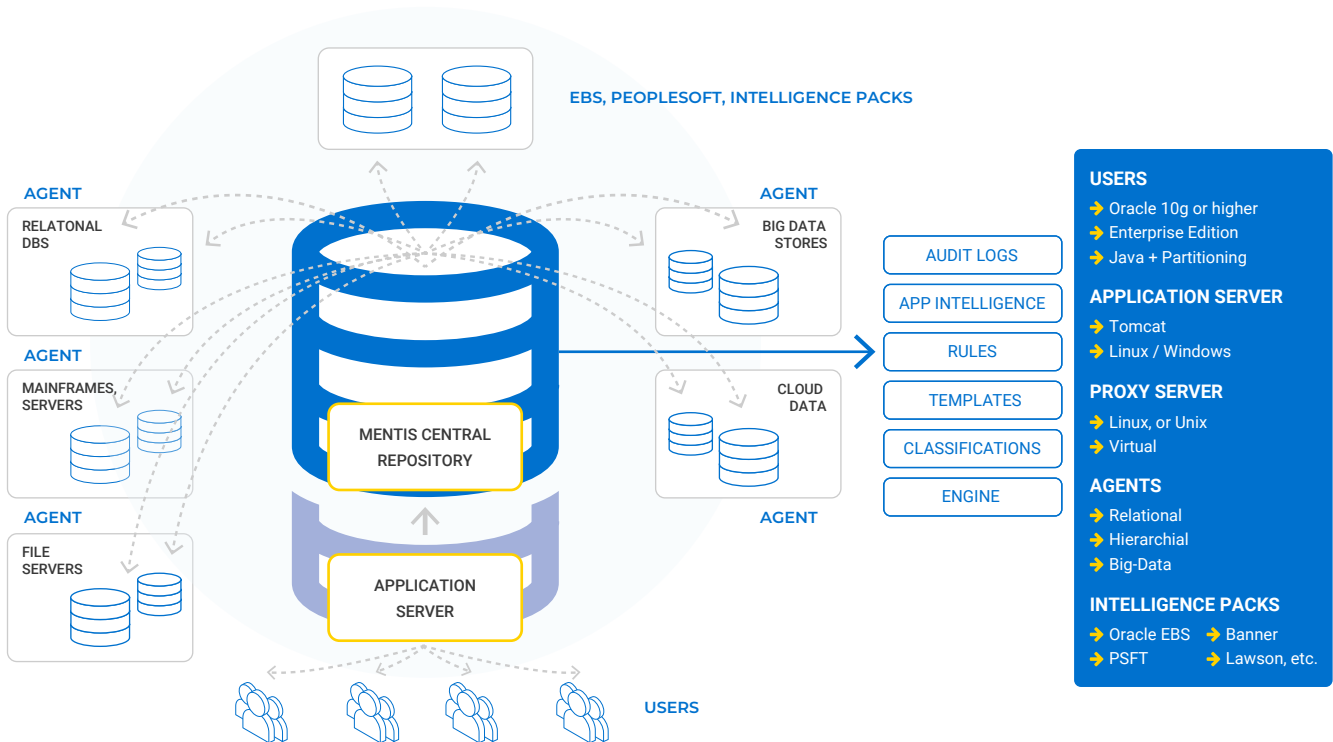 EBS, PEOPLESOFT, INTELLIGENCE PACKS
AGENT
RELATONAL
DBS
AGENT
MAINFRAMES,
SERVERS
AGENT
FILE
SERVERS
MENTIS CENTRAL
REPOSITORY
APPLICATION
SERVER
USERS
AGENT
BIG DATA
STORES
CLOUD
DATA
AGENT
AUDIT LOGS
APP INTELLIGENCE
RULES
TEMPLATES
CLASSIFICATIONS
ENGINE
USERS
Oracle 10g or higher
Enterprise Edition
Java + Partitioning
APPLICATION SERVER
Tomcat
Linux / Windows
PROXY SERVER
Linux, or Unix
Virtual
AGENTS
Relational
Hierarchial
Big-Data
INTELLIGENCE PACKS
Oracle EBS Banner
PSFT Lawson, etc.